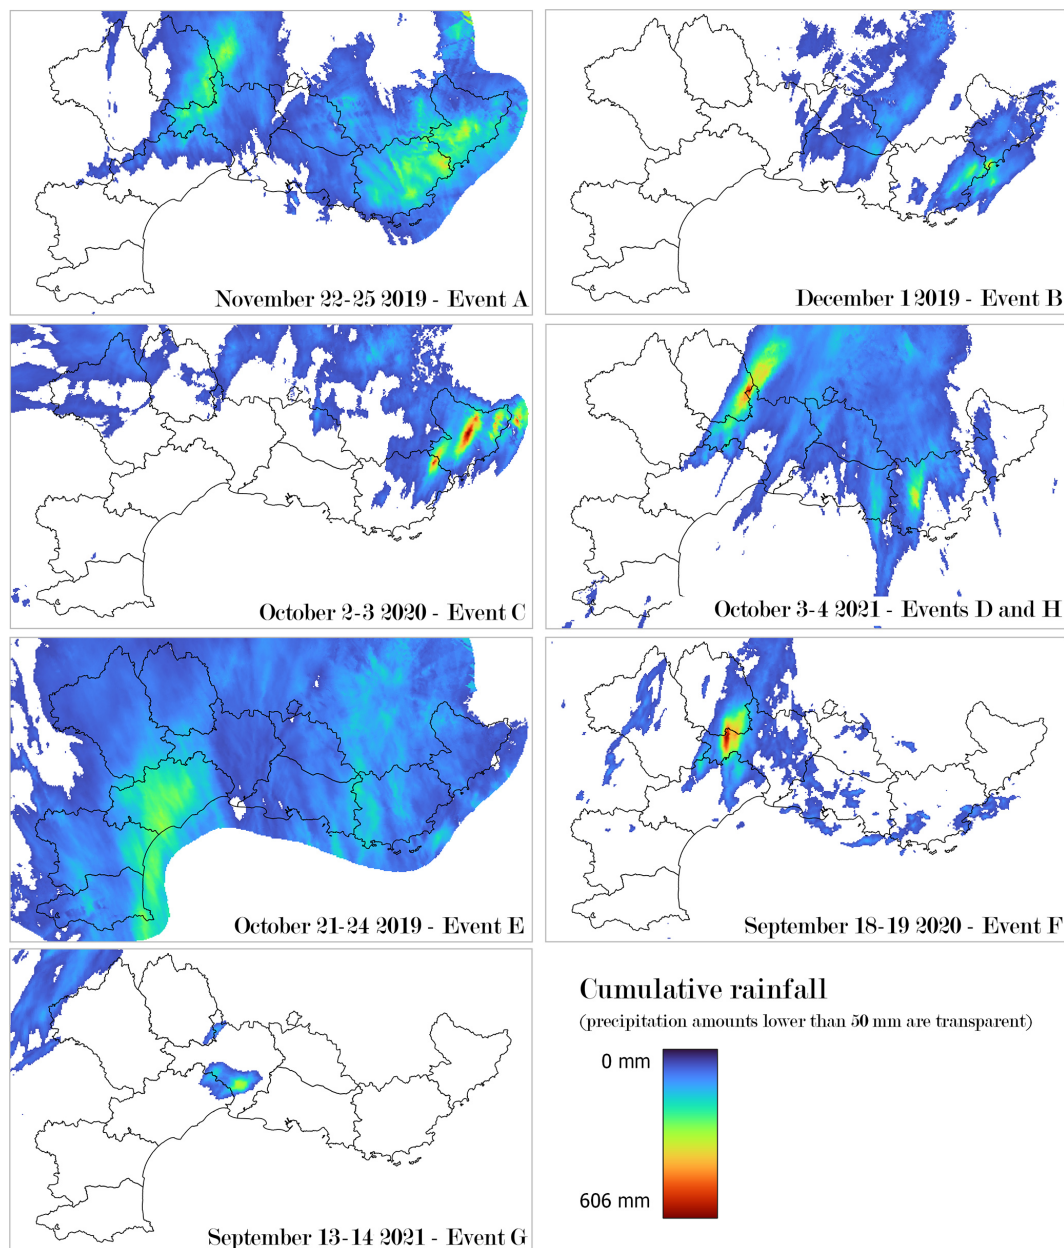 November 22-25 2019 - Event A
December 1 2019 - Event B
October 2-3 2020 - Event C
October 3-4 2021 - Events D and H
October 21-24 2019 - Event E
September 18-19 2020 - Event F
September 13-14 2021 - Event G
Cumulative rainfall
(precipitation amounts lower than 50 mm are transparent)
0 mm
606 mm